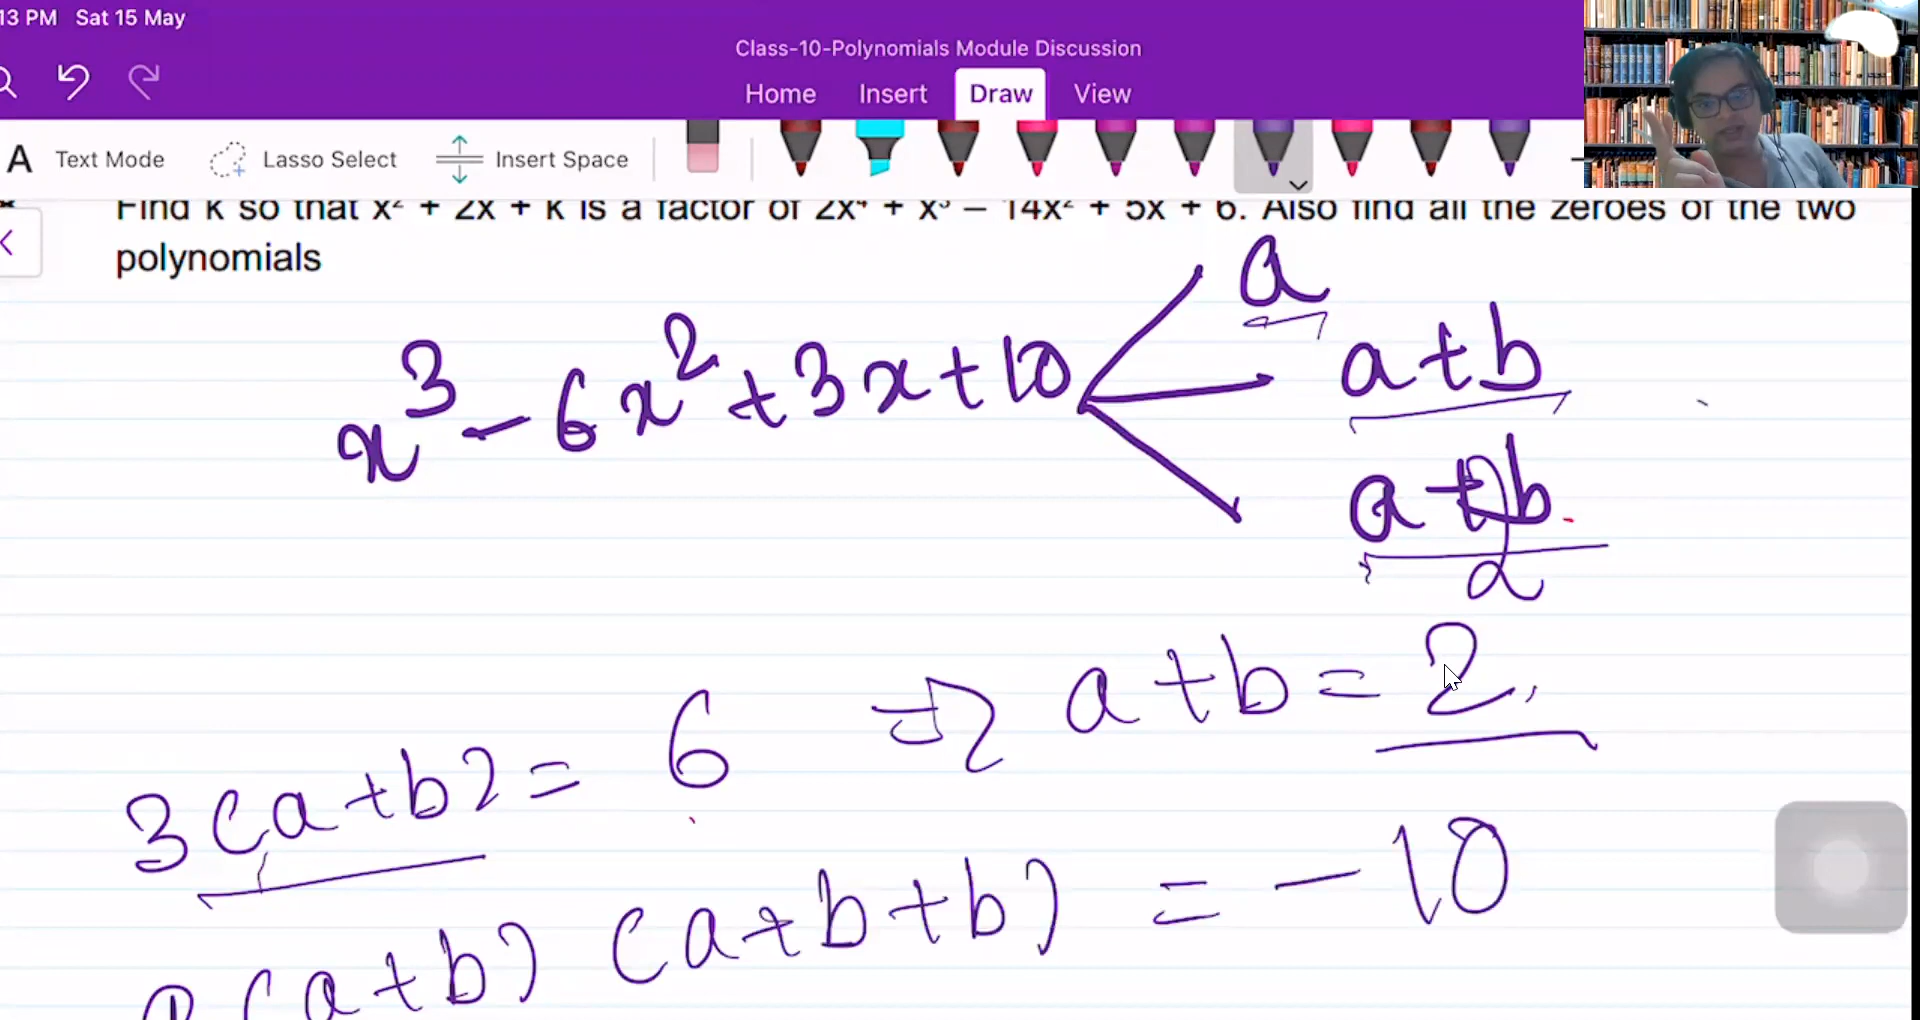 13 PM Sat 15 May
Class-10-Polynomials Module Discussion
Home Insert Draw View
A Text Mode Lasso Select Insert Space
Find k so that x² + 2x + k is a factor of 2x⁴ + x³ – 14x² + 5x + 6. Also find all the zeroes of the two
polynomials
a
x³ - 6x² + 3x + 10
a+b
a+2b
3(a+b) = 6 ⇒ a+b = 2
a(a+b)(a+b+b) = -10